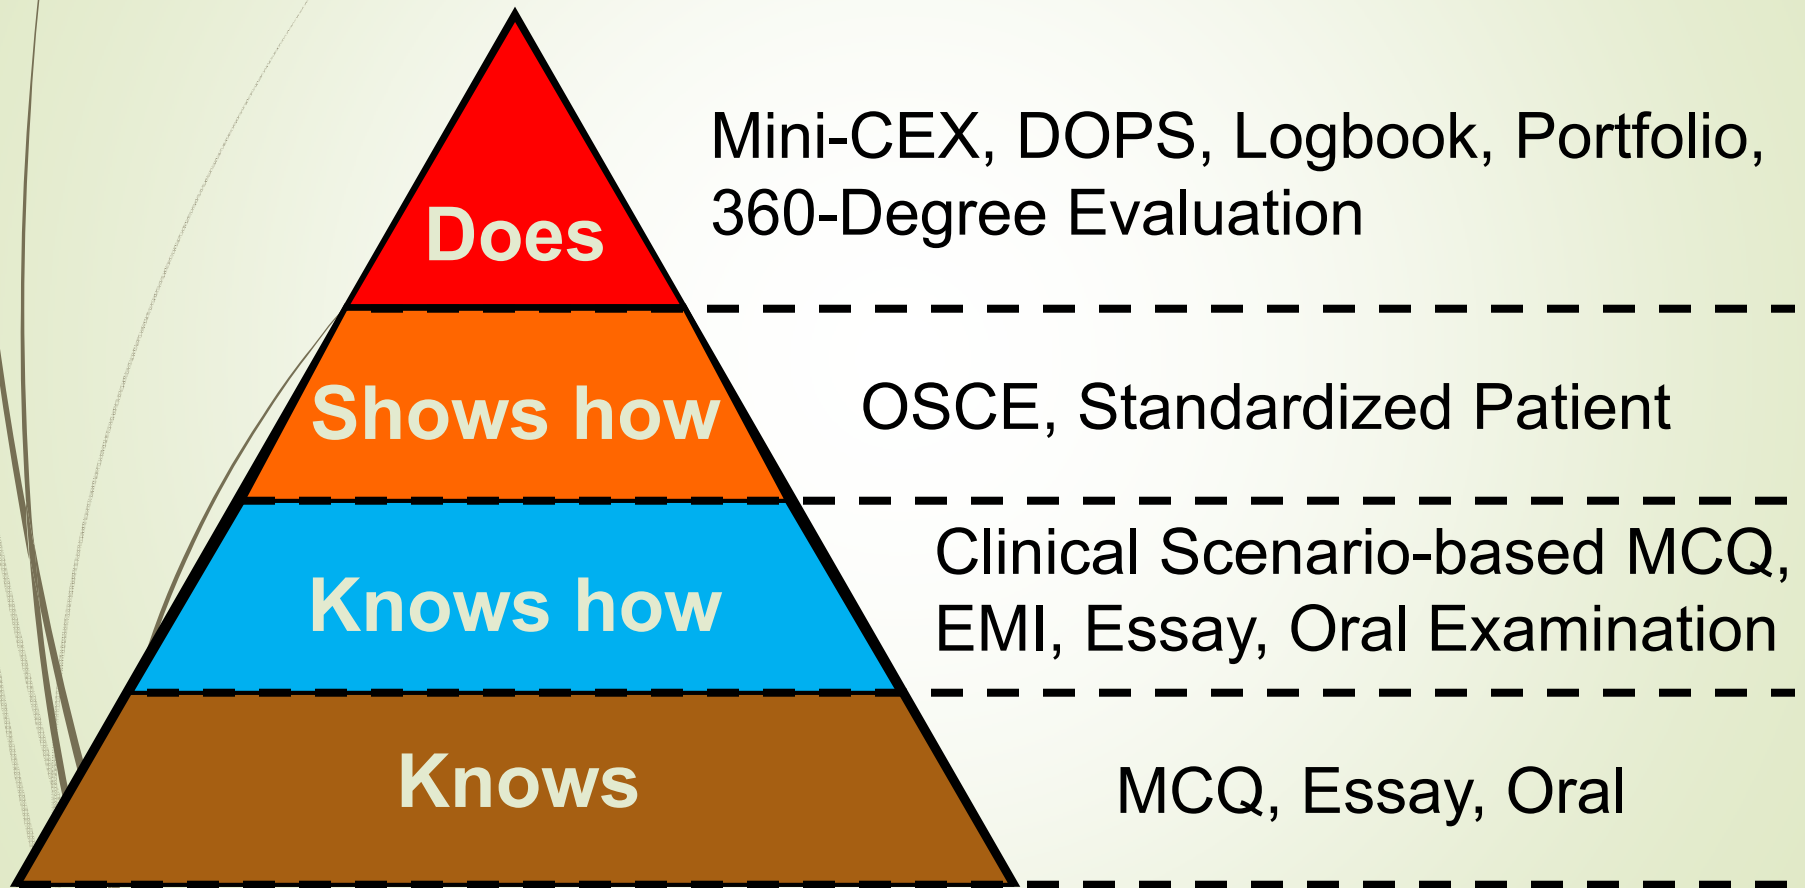 Does
Mini-CEX, DOPS, Logbook, Portfolio,
360-Degree Evaluation
Shows how
OSCE, Standardized Patient
Knows how
Clinical Scenario-based MCQ,
EMI, Essay, Oral Examination
Knows
MCQ, Essay, Oral